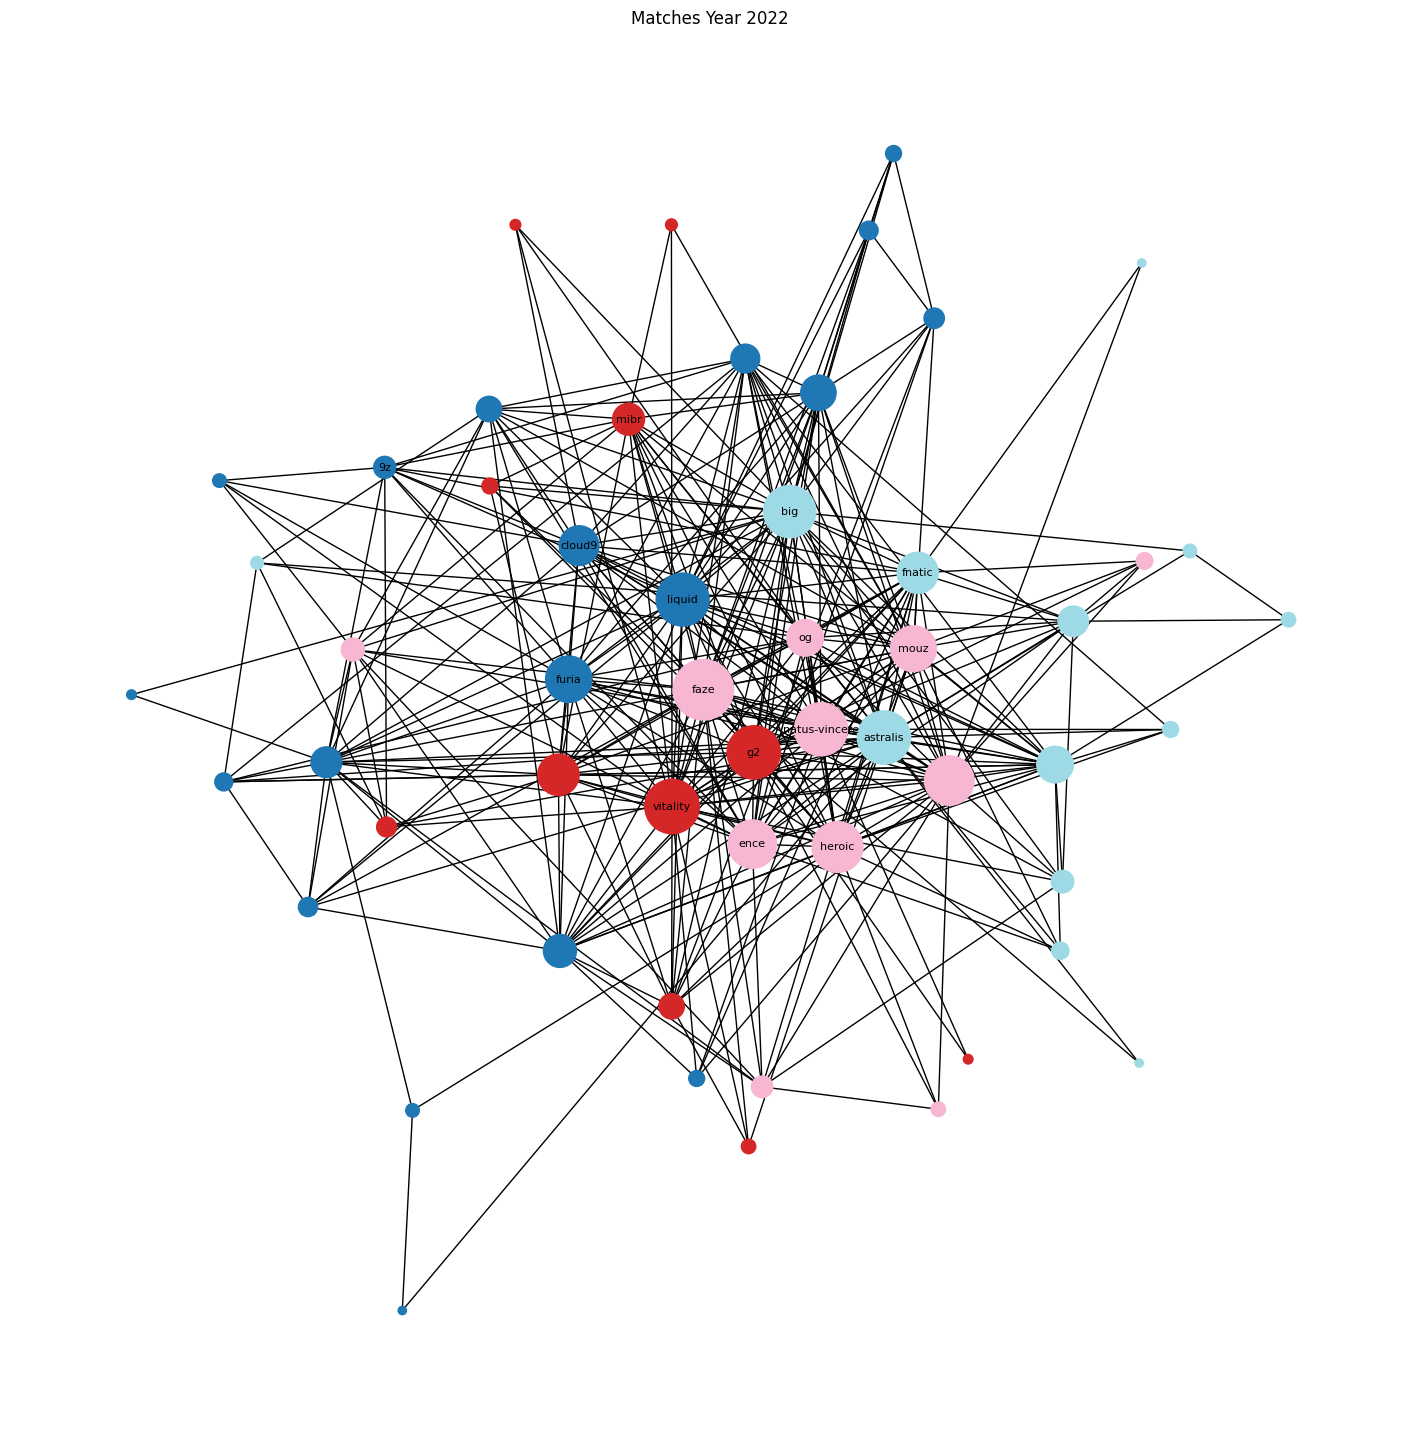 Matches Year 2022
mibr
9z
big
cloud9
fnatic
liquid
og
mouz
faze
furia
natus-vincere
astralis
g2
vitality
ence
heroic